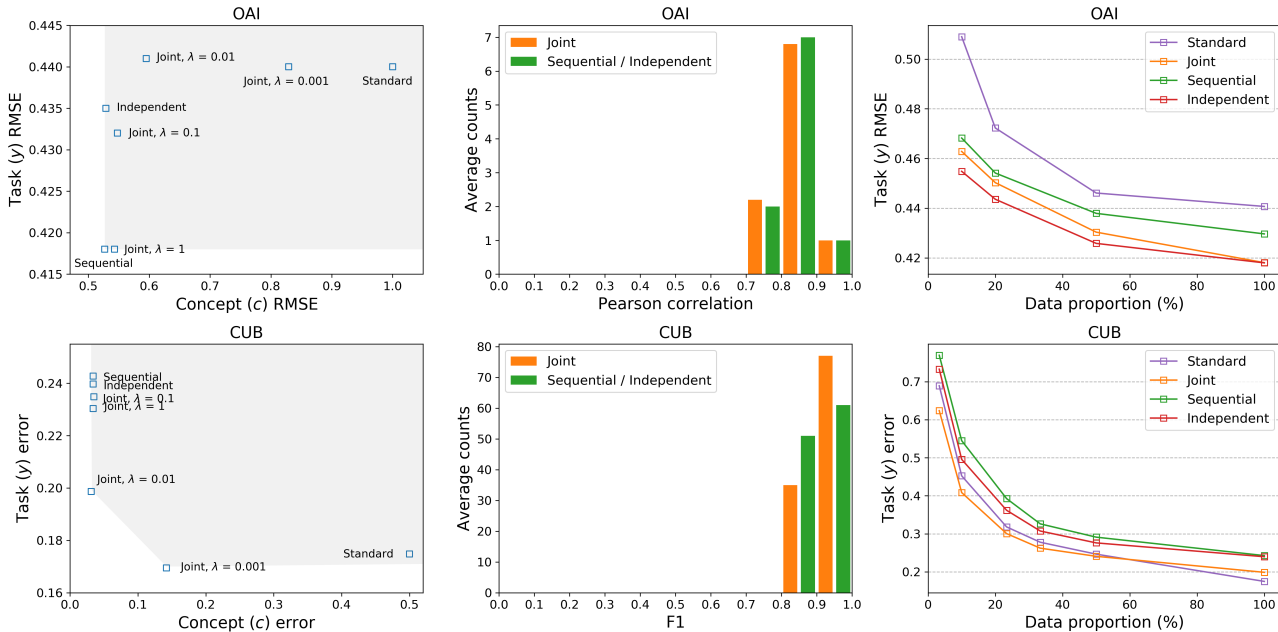 OAI
Task (y) RMSE
0.445
0.440
0.435
0.430
0.425
0.420
0.415
Joint, λ = 0.01
Joint, λ = 0.001
Standard
Independent
Joint, λ = 0.1
Joint, λ = 1
Sequential
0.5 0.6 0.7 0.8 0.9 1.0
Concept (c) RMSE
OAI
Average counts
7
6
5
4
3
2
1
0
Joint
Sequential / Independent
0.0 0.1 0.2 0.3 0.4 0.5 0.6 0.7 0.8 0.9 1.0
Pearson correlation
OAI
Task (y) RMSE
0.50
0.48
0.46
0.44
0.42
Standard
Joint
Sequential
Independent
0 20 40 60 80 100
Data proportion (%)
CUB
Task (y) error
0.24
0.22
0.20
0.18
0.16
Sequential
Independent
Joint, λ = 0.1
Joint, λ = 1
Joint, λ = 0.01
Standard
Joint, λ = 0.001
0.0 0.1 0.2 0.3 0.4 0.5
Concept (c) error
CUB
Average counts
80
70
60
50
40
30
20
10
0
Joint
Sequential / Independent
0.0 0.1 0.2 0.3 0.4 0.5 0.6 0.7 0.8 0.9 1.0
F1
CUB
Task (y) error
0.7
0.6
0.5
0.4
0.3
0.2
Standard
Joint
Sequential
Independent
0 20 40 60 80 100
Data proportion (%)